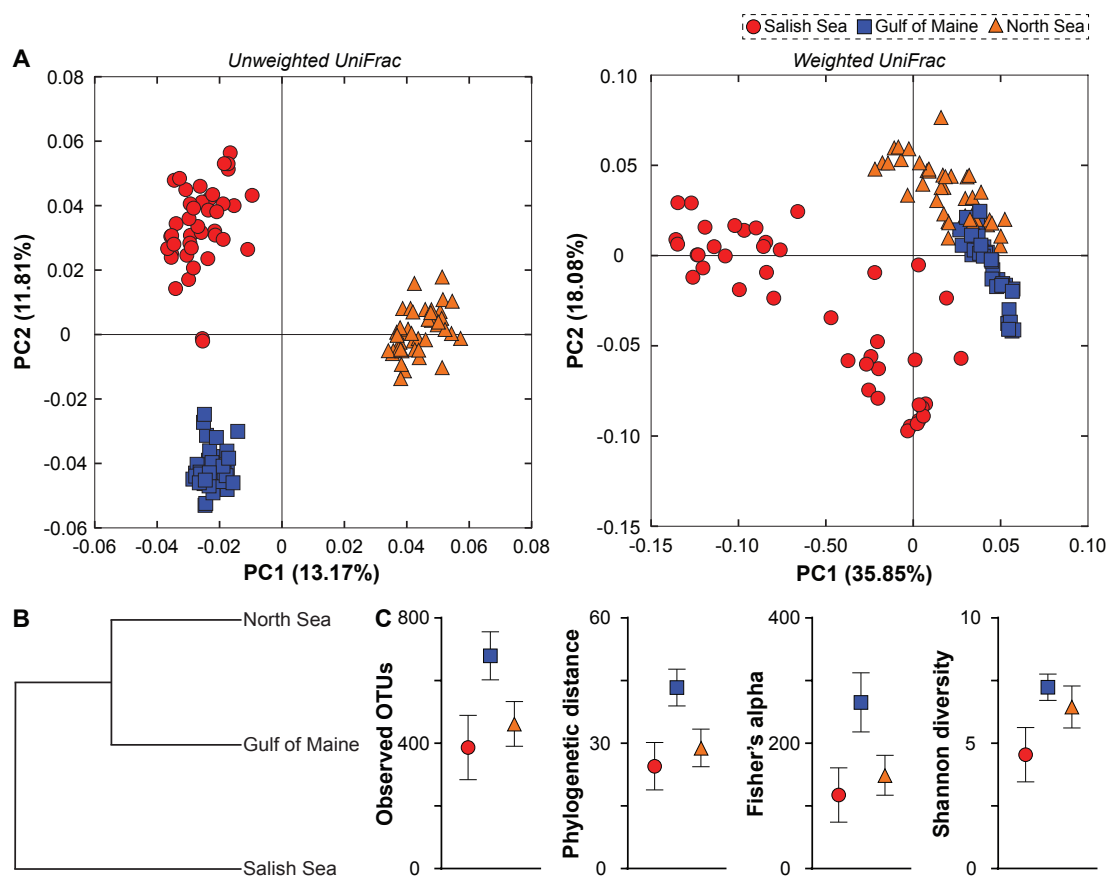 Salish Sea Gulf of Maine North Sea
A
Unweighted UniFrac
0.08
0.06
0.04
0.02
0
-0.02
-0.04
-0.06
-0.06 -0.04 -0.02 0 0.02 0.04 0.06 0.08
PC2 (11.81%)
PC1 (13.17%)
Weighted UniFrac
0.10
0.05
0
-0.05
-0.10
-0.15
-0.15 -0.10 -0.50 0 0.05 0.10
PC2 (18.08%)
PC1 (35.85%)
B
North Sea
Gulf of Maine
Salish Sea
C
Observed OTUs
800
400
0
Phylogenetic distance
60
30
0
Fisher's alpha
400
200
0
Shannon diversity
10
5
0